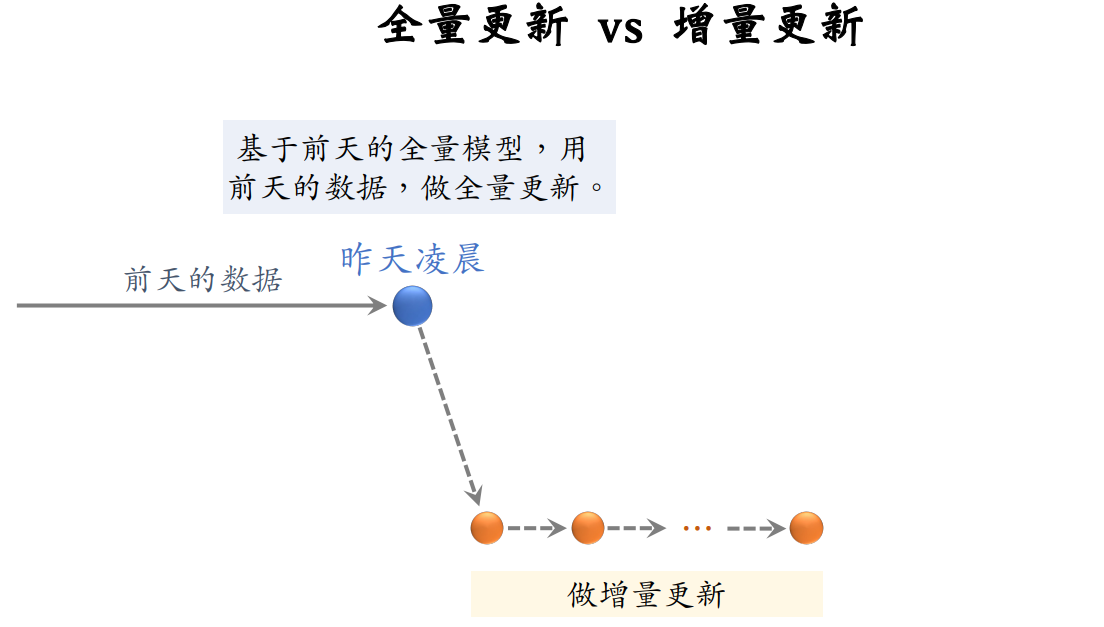 全量更新 vs 增量更新
基于前天的全量模型，用
前天的数据，做全量更新。
昨天凌晨
前天的数据
...
做增量更新